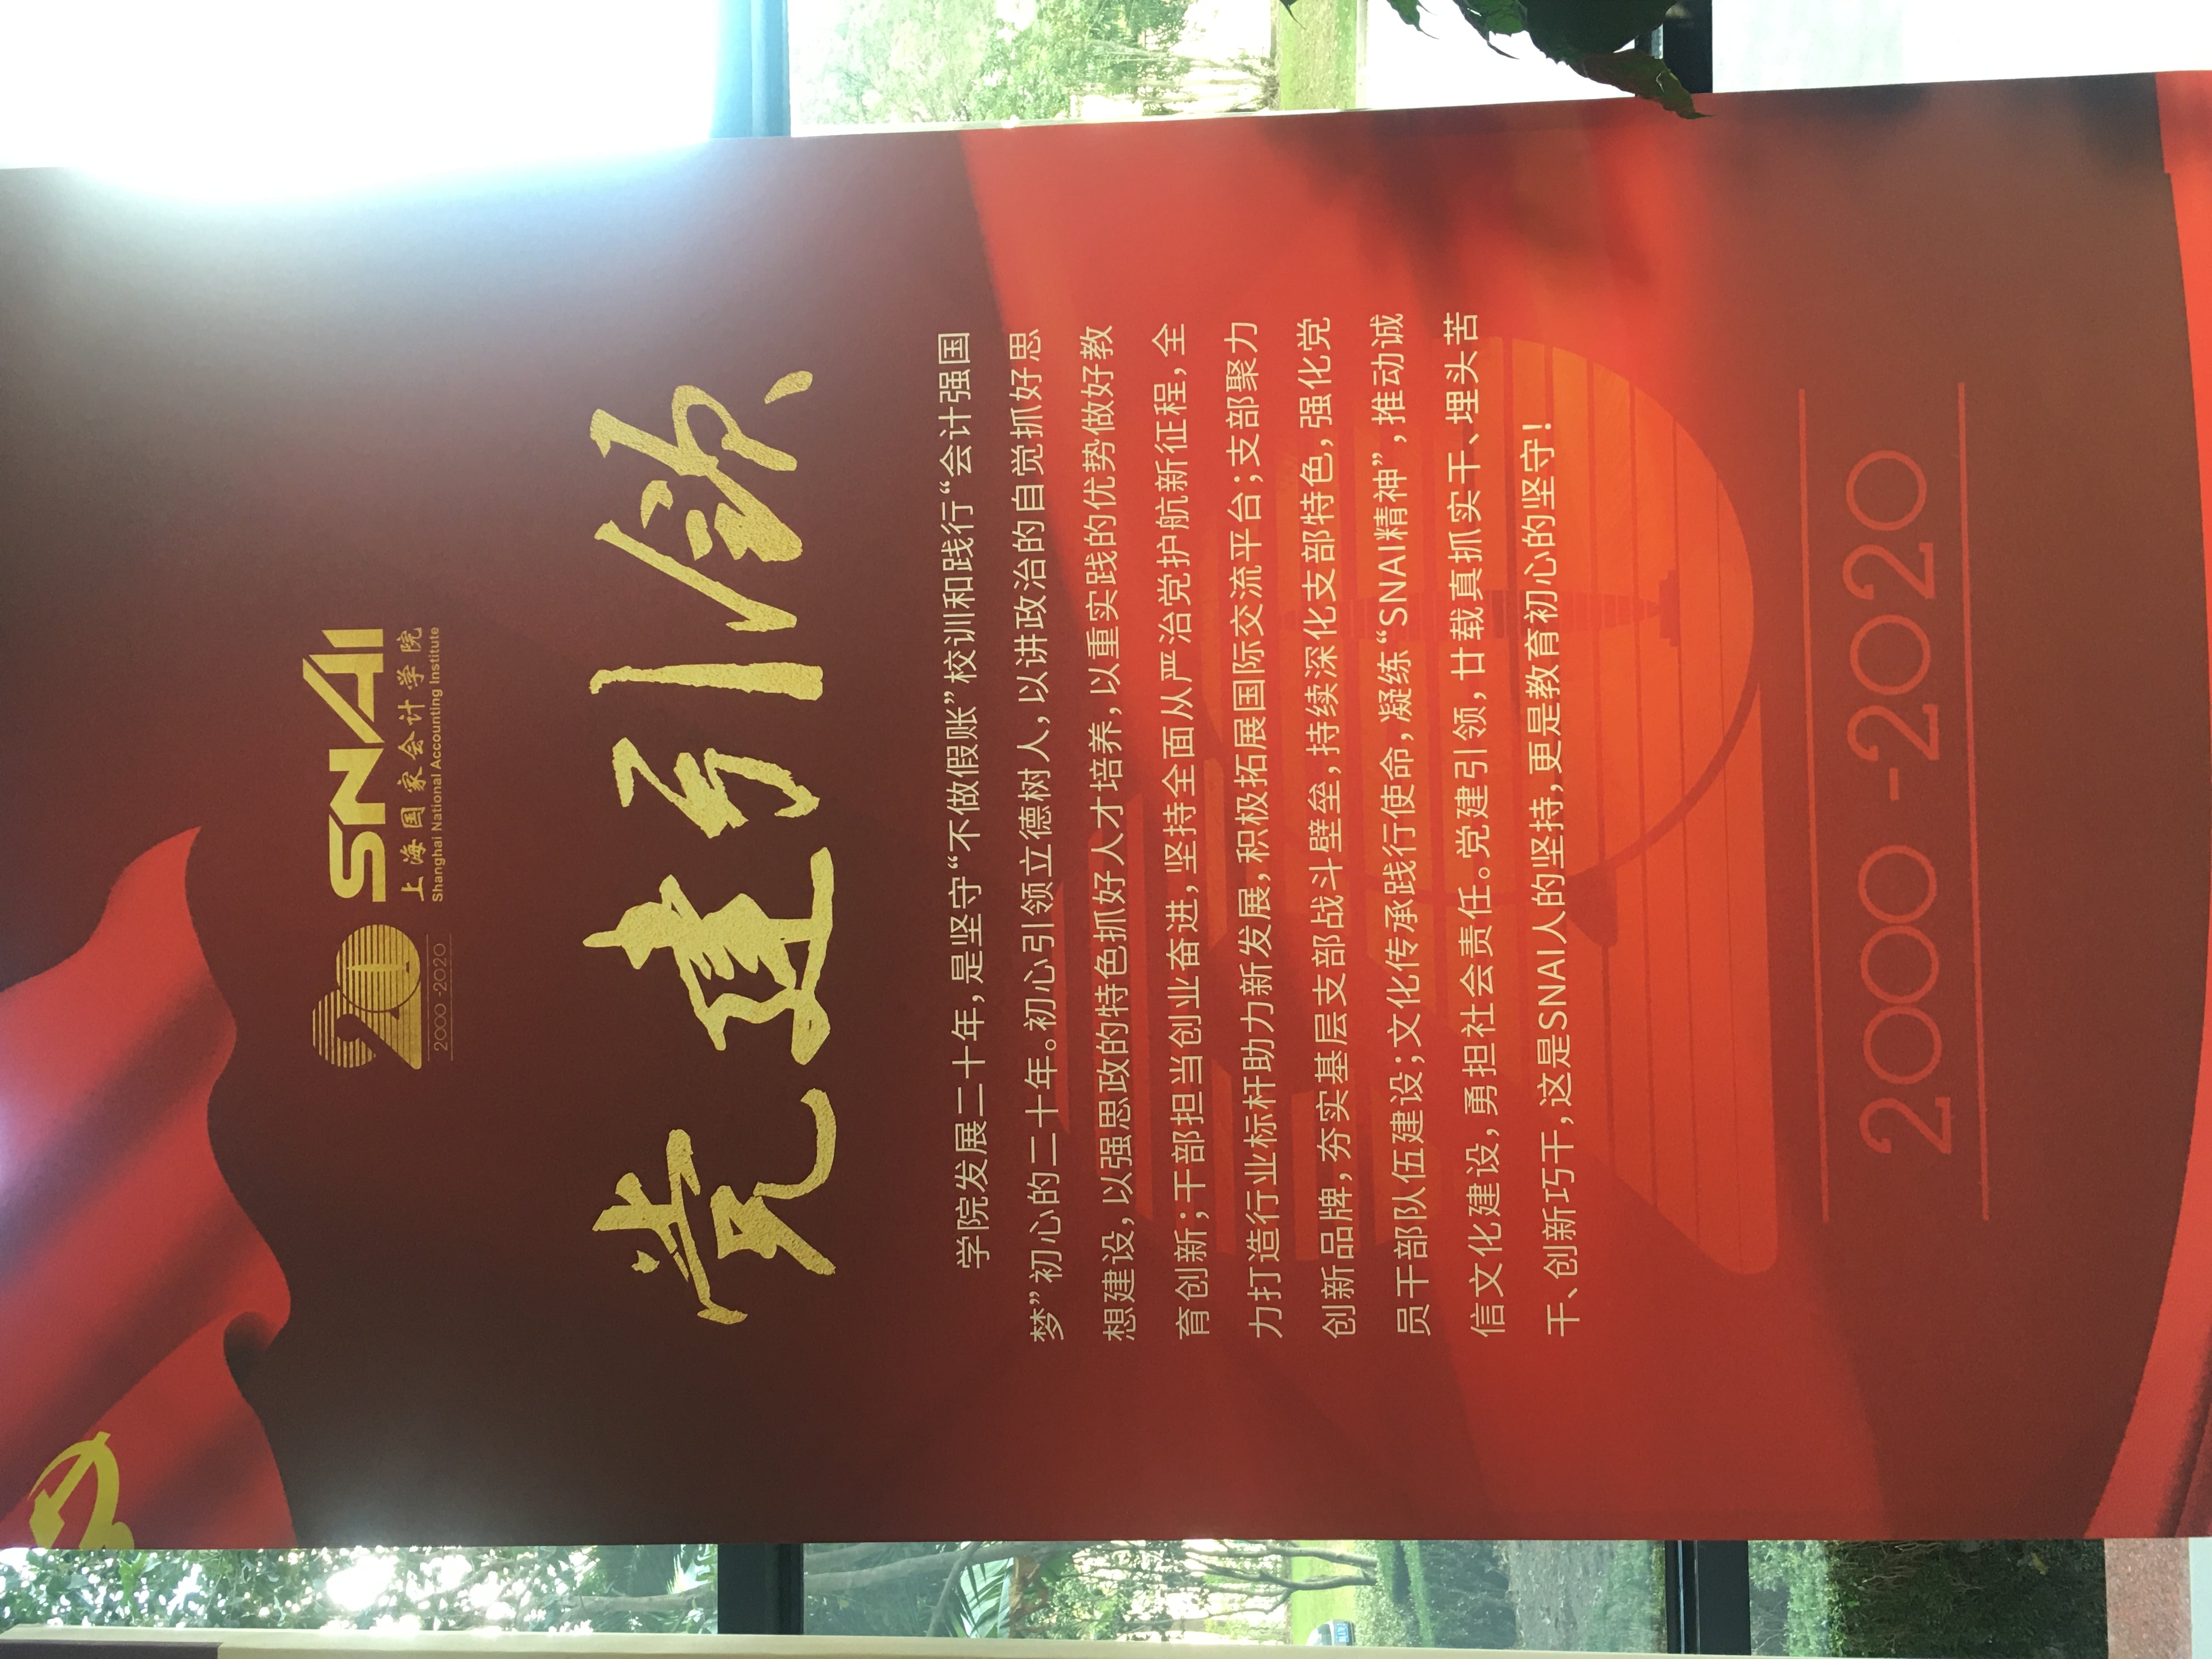 SNAI
上海国家会计学院
Shanghai National Accounting Institute
20
2000-2020
党建引领
学院发展二十年，是坚守“不做假账”校训和践行“会计强国
梦”初心的二十年。初心引领立德树人，以讲政治的自觉抓好思
想建设，以强思政的特色抓好人才培养，以重实践的优势做好教
育创新；干部担当创业奋进，坚持全面从严治党护航新征程，全
力打造行业标杆助力新发展，积极拓展国际交流平台；支部聚力
创新品牌，夯实基层支部战斗壁垒，持续深化支部特色，强化党
员干部队伍建设；文化传承践行使命，凝练“SNAI精神”，推动诚
信文化建设，勇担社会责任。党建引领，廿载真抓实干、埋头苦
干、创新巧干，这是SNAI人的坚持，更是教育初心的坚守！
2000-2020